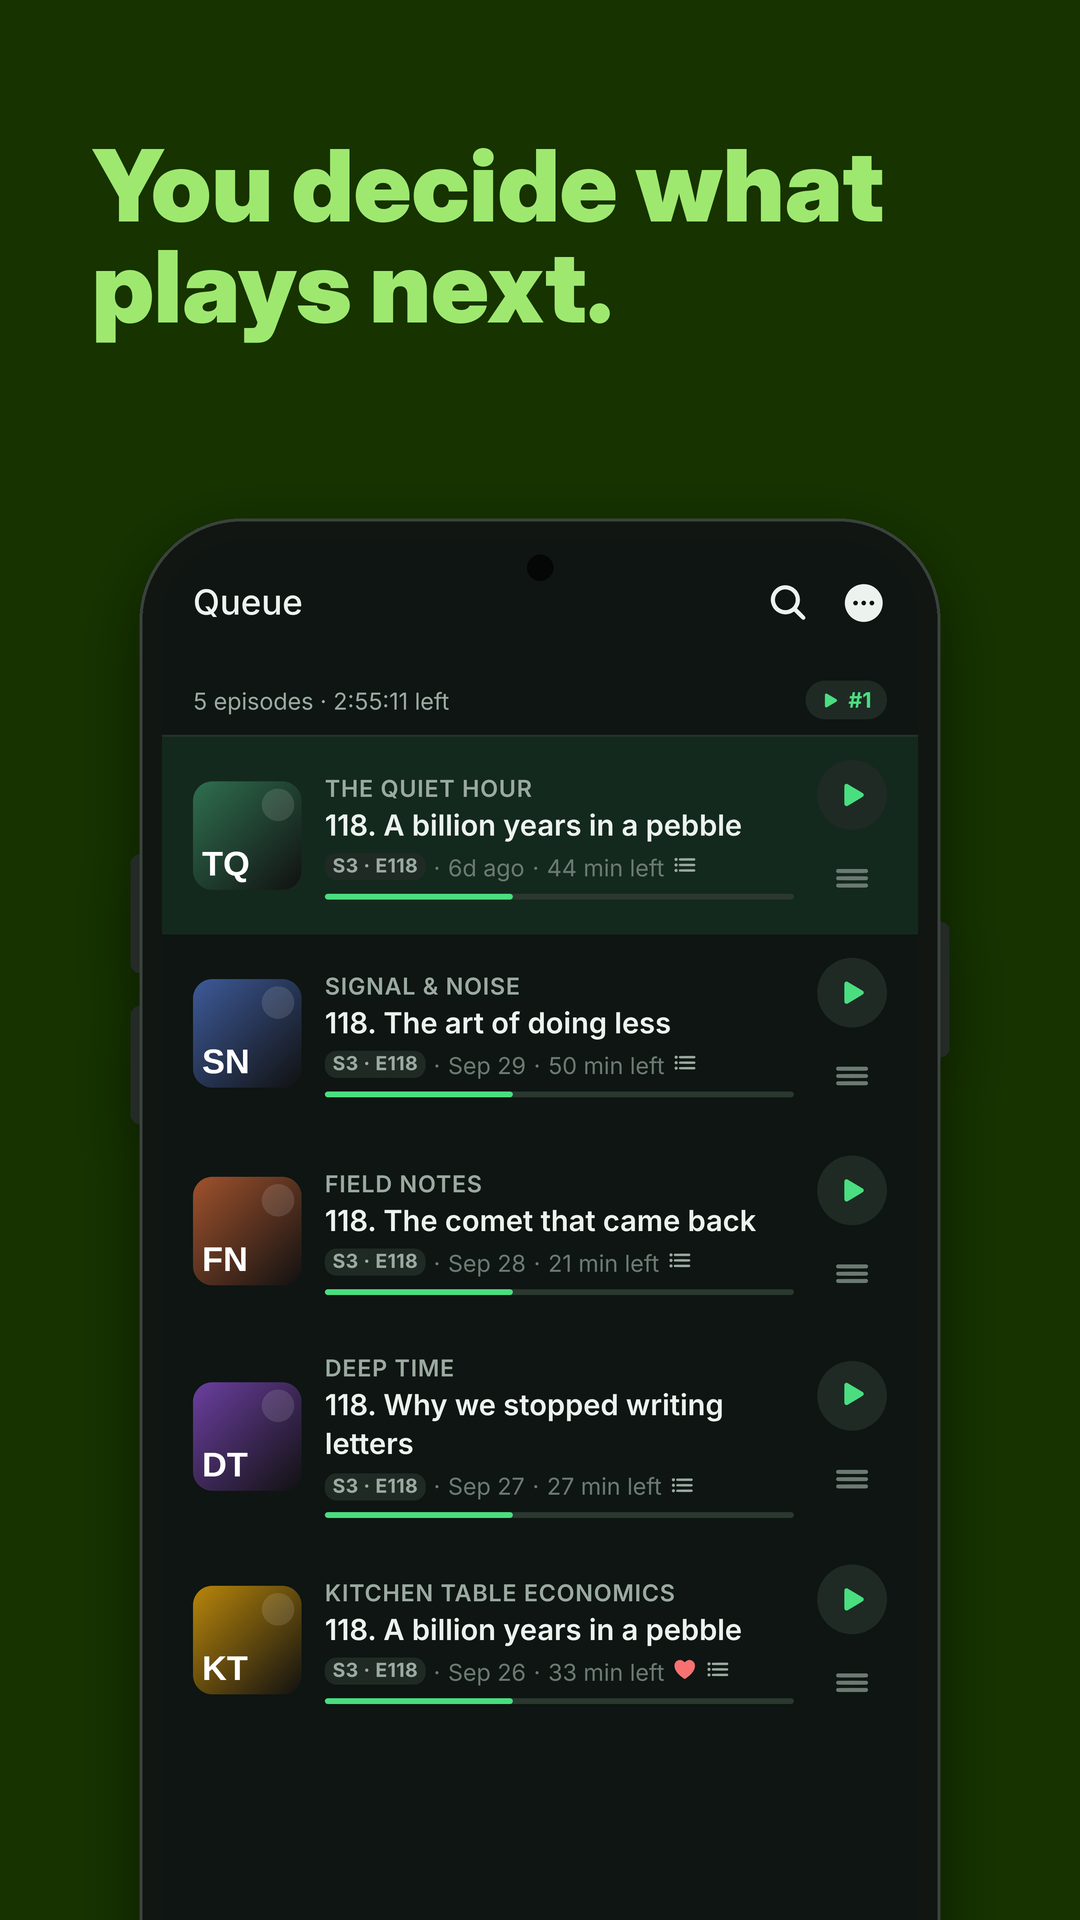 You decide what
plays next.
Queue
5 episodes · 2:55:11 left
#1
THE QUIET HOUR
118. A billion years in a pebble
S3 · E118 · 6d ago · 44 min left
TQ
SIGNAL & NOISE
118. The art of doing less
S3 · E118 · Sep 29 · 50 min left
SN
FIELD NOTES
118. The comet that came back
S3 · E118 · Sep 28 · 21 min left
FN
DEEP TIME
118. Why we stopped writing
letters
S3 · E118 · Sep 27 · 27 min left
DT
KITCHEN TABLE ECONOMICS
118. A billion years in a pebble
S3 · E118 · Sep 26 · 33 min left
KT